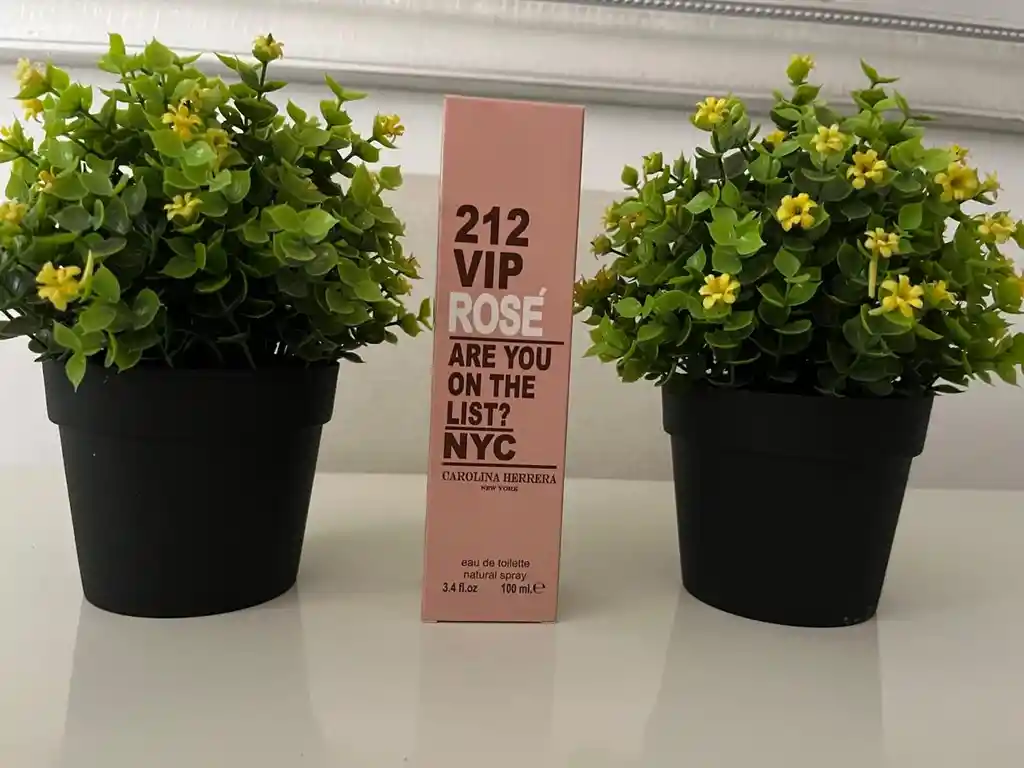 212
VIP
ROSÉ
ARE YOU
ON THE
LIST?
NYC
CAROLINA HERRERA
NEW YORK
eau de toilette
natural spray
3.4 fl.oz 100 ml.℮